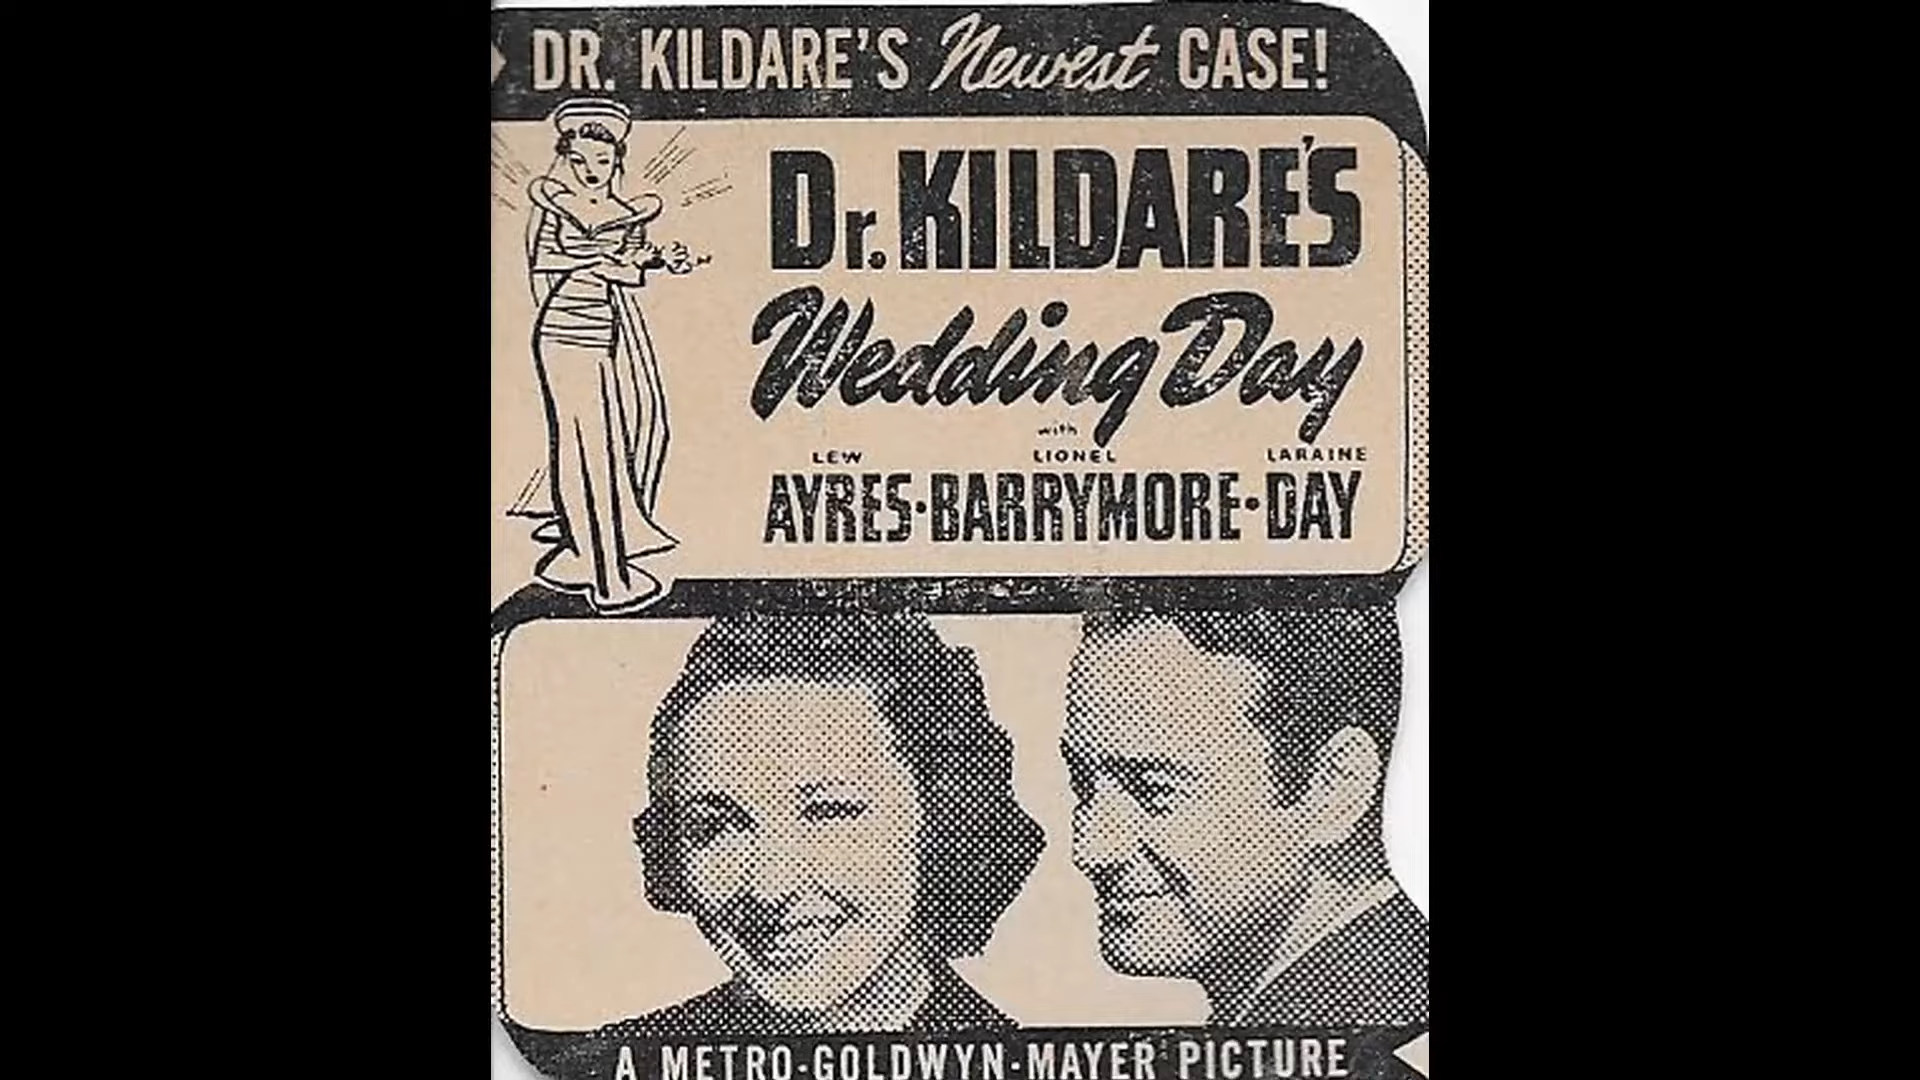 DR. KILDARE'S Newest CASE!
Dr. KILDARE'S
Wedding Day
with
LEW LIONEL LARAINE
AYRES·BARRYMORE·DAY
A METRO-GOLDWYN-MAYER PICTURE